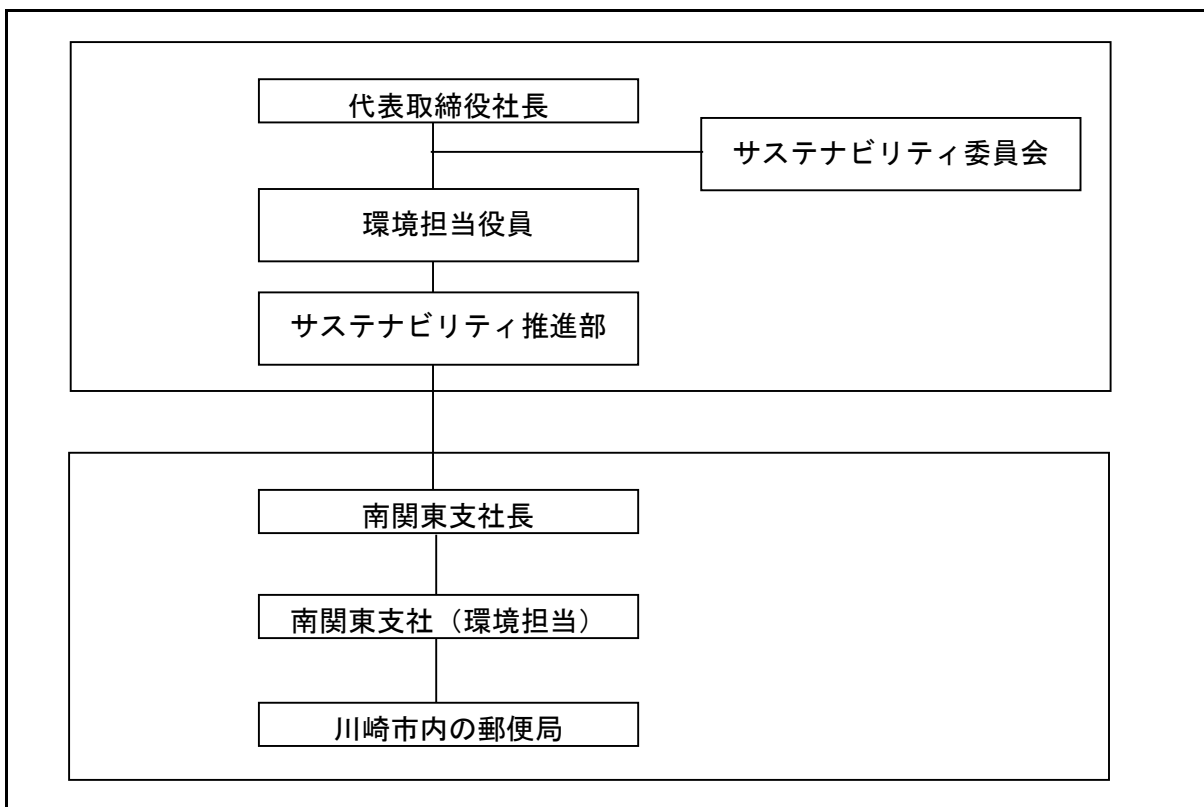 代表取締役社長
サステナビリティ委員会
環境担当役員
サステナビリティ推進部
南関東支社長
南関東支社（環境担当）
川崎市内の郵便局